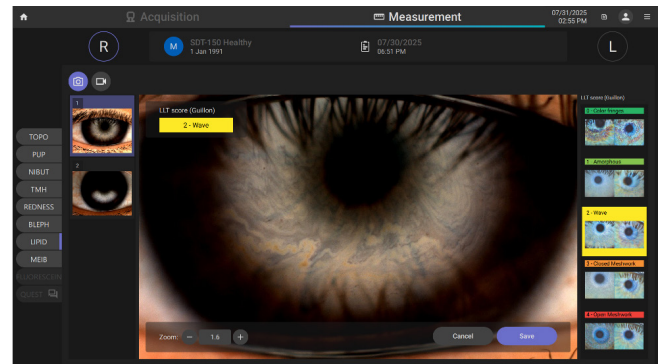 Acquisition
Measurement
07/31/2025
02:55 PM
R
M
SDT-150 Healthy
1 Jan 1991
07/30/2025
06:51 PM
L
1
2
TOPO
PUP
NIBUT
TMH
REDNESS
BLEPH
LIPID
MEIB
FLUORESCEIN
QUEST
LLT score (Guillon)
2 - Wave
Zoom:
1.6
Cancel
Save
LLT score (Guillon)
1 - Amorphous
2 - Wave
3 - Closed Meshwork
4 - Open Meshwork